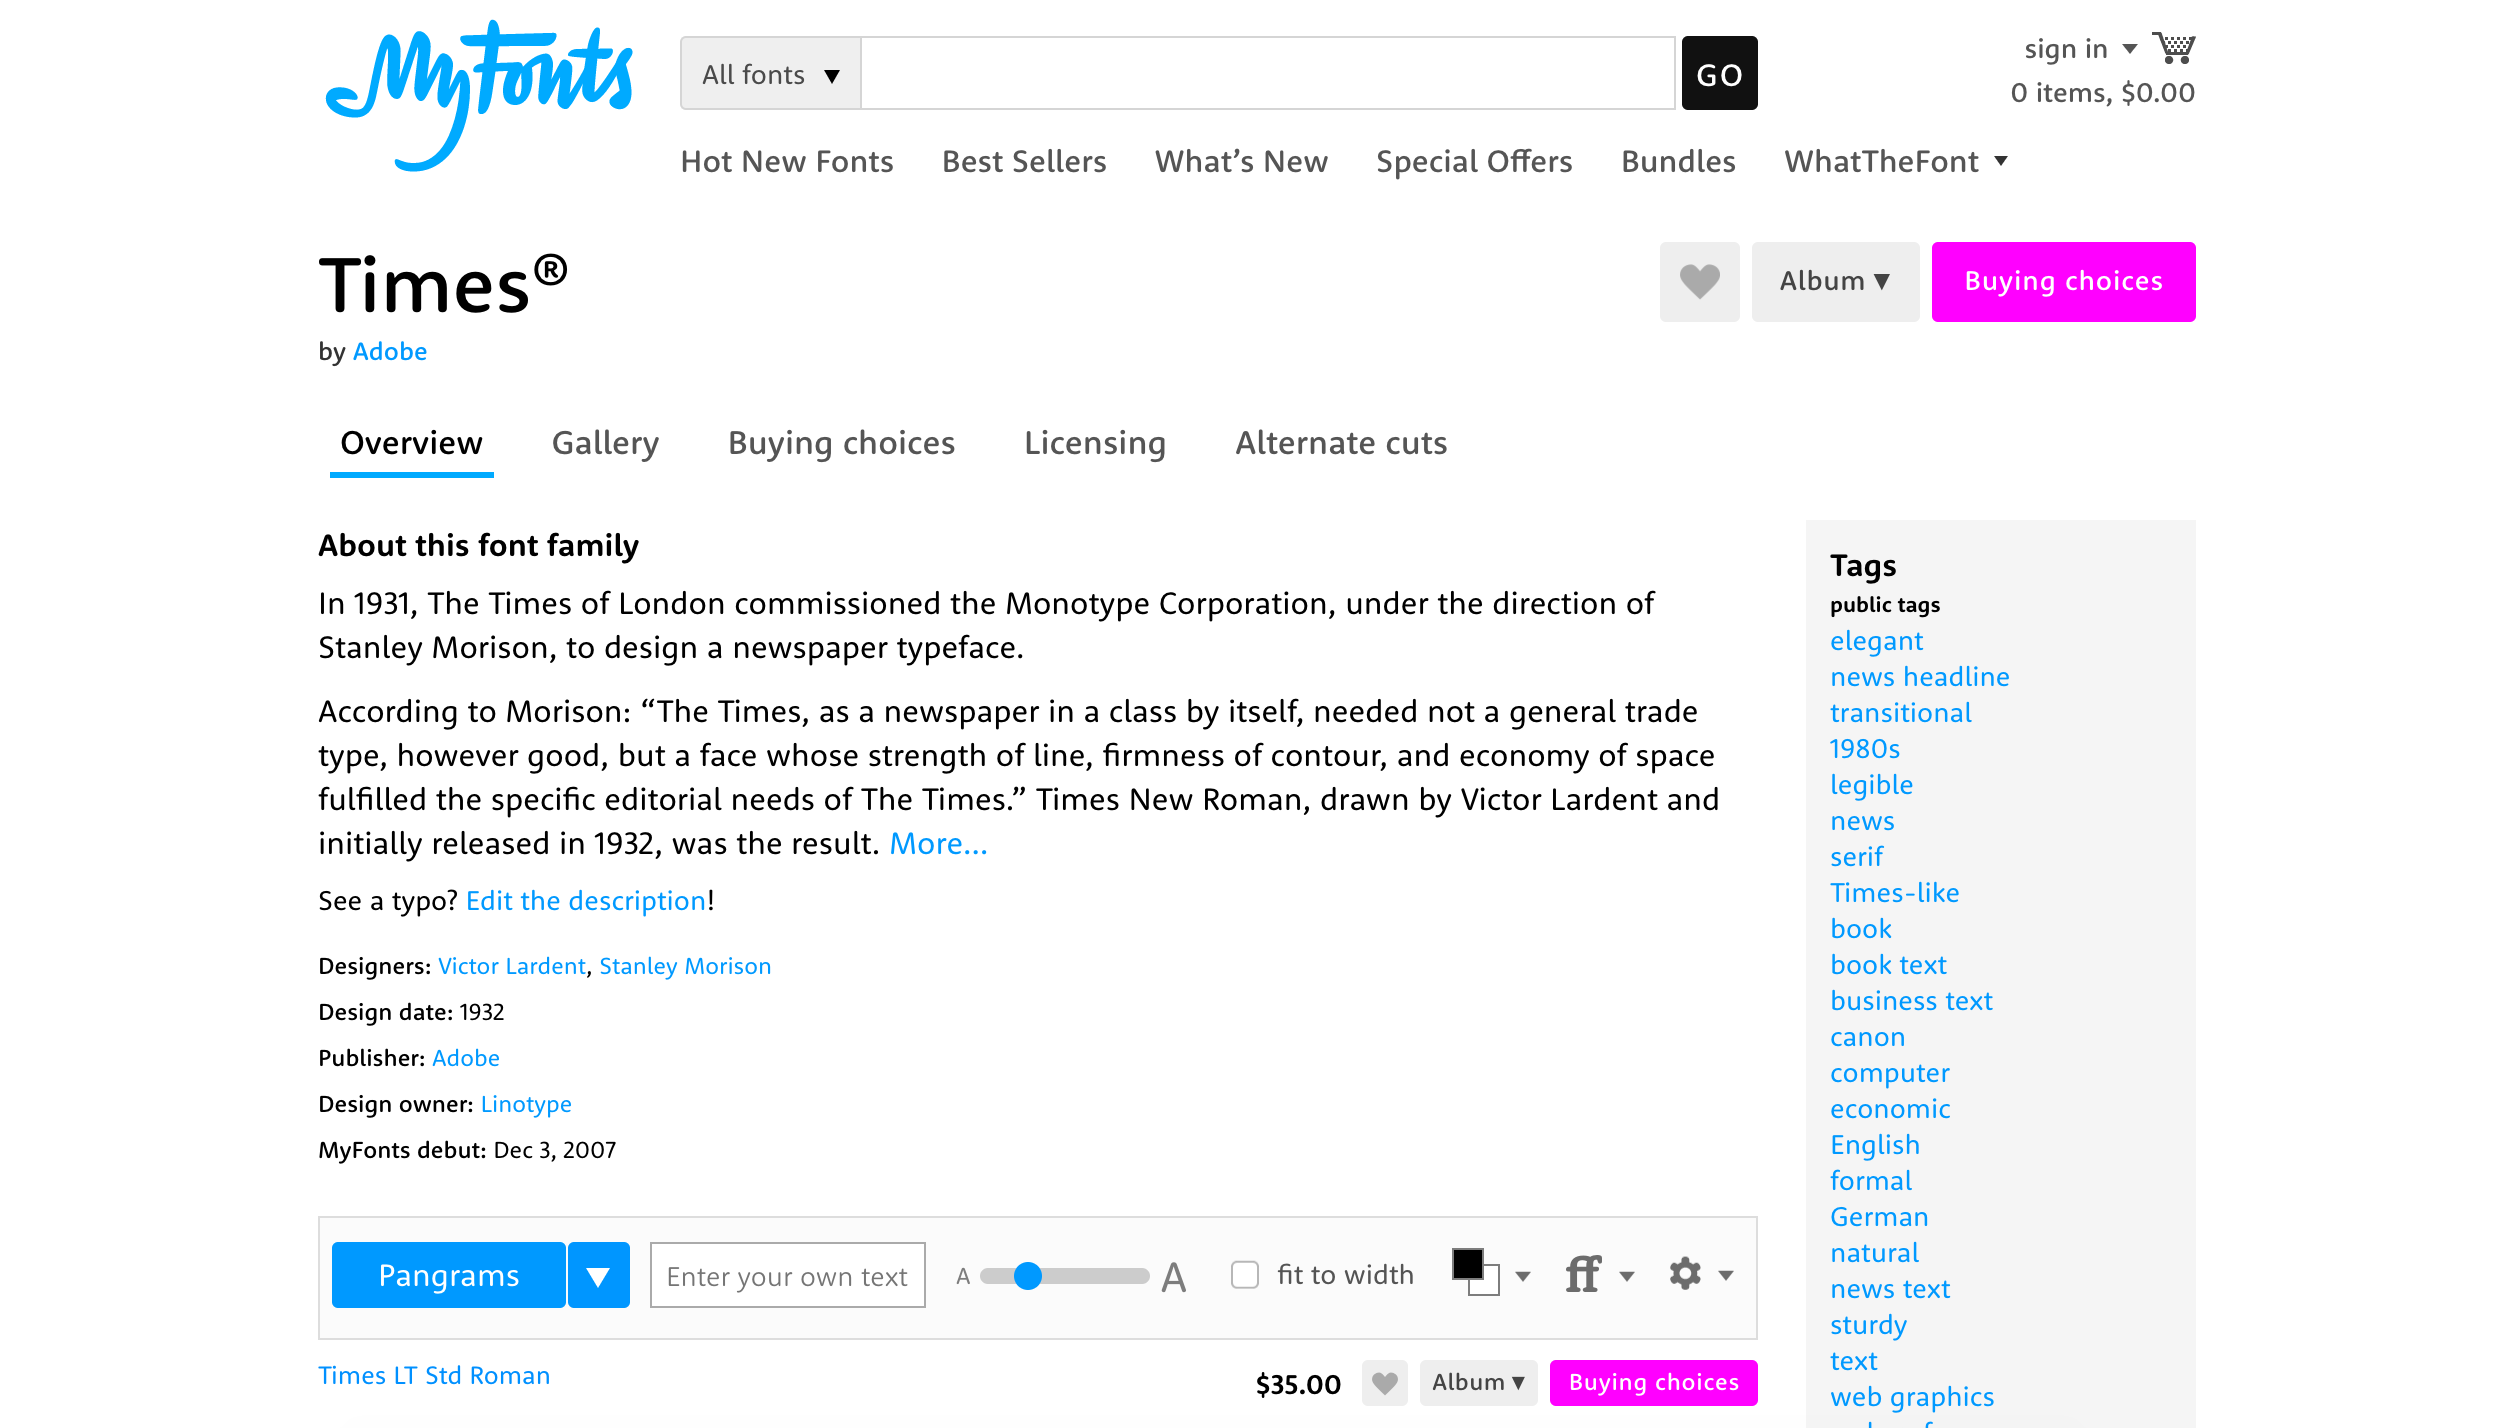 MyFonts
All fonts ▼
GO
sign in ▼
0 items, $0.00
Hot New Fonts Best Sellers What’s New Special Offers Bundles WhatTheFont ▼
Times®
Album ▼
Buying choices
by Adobe
Overview Gallery Buying choices Licensing Alternate cuts
About this font family
In 1931, The Times of London commissioned the Monotype Corporation, under the direction of
Stanley Morison, to design a newspaper typeface.
According to Morison: “The Times, as a newspaper in a class by itself, needed not a general trade
type, however good, but a face whose strength of line, firmness of contour, and economy of space
fulfilled the specific editorial needs of The Times.” Times New Roman, drawn by Victor Lardent and
initially released in 1932, was the result. More...
See a typo? Edit the description!
Designers: Victor Lardent, Stanley Morison
Design date: 1932
Publisher: Adobe
Design owner: Linotype
MyFonts debut: Dec 3, 2007
Pangrams ▼
Enter your own text
A A
fit to width
ff
Times LT Std Roman
$35.00
Album ▼
Buying choices
Tags
public tags
elegant
news headline
transitional
1980s
legible
news
serif
Times-like
book
book text
business text
canon
computer
economic
English
formal
German
natural
news text
sturdy
text
web graphics